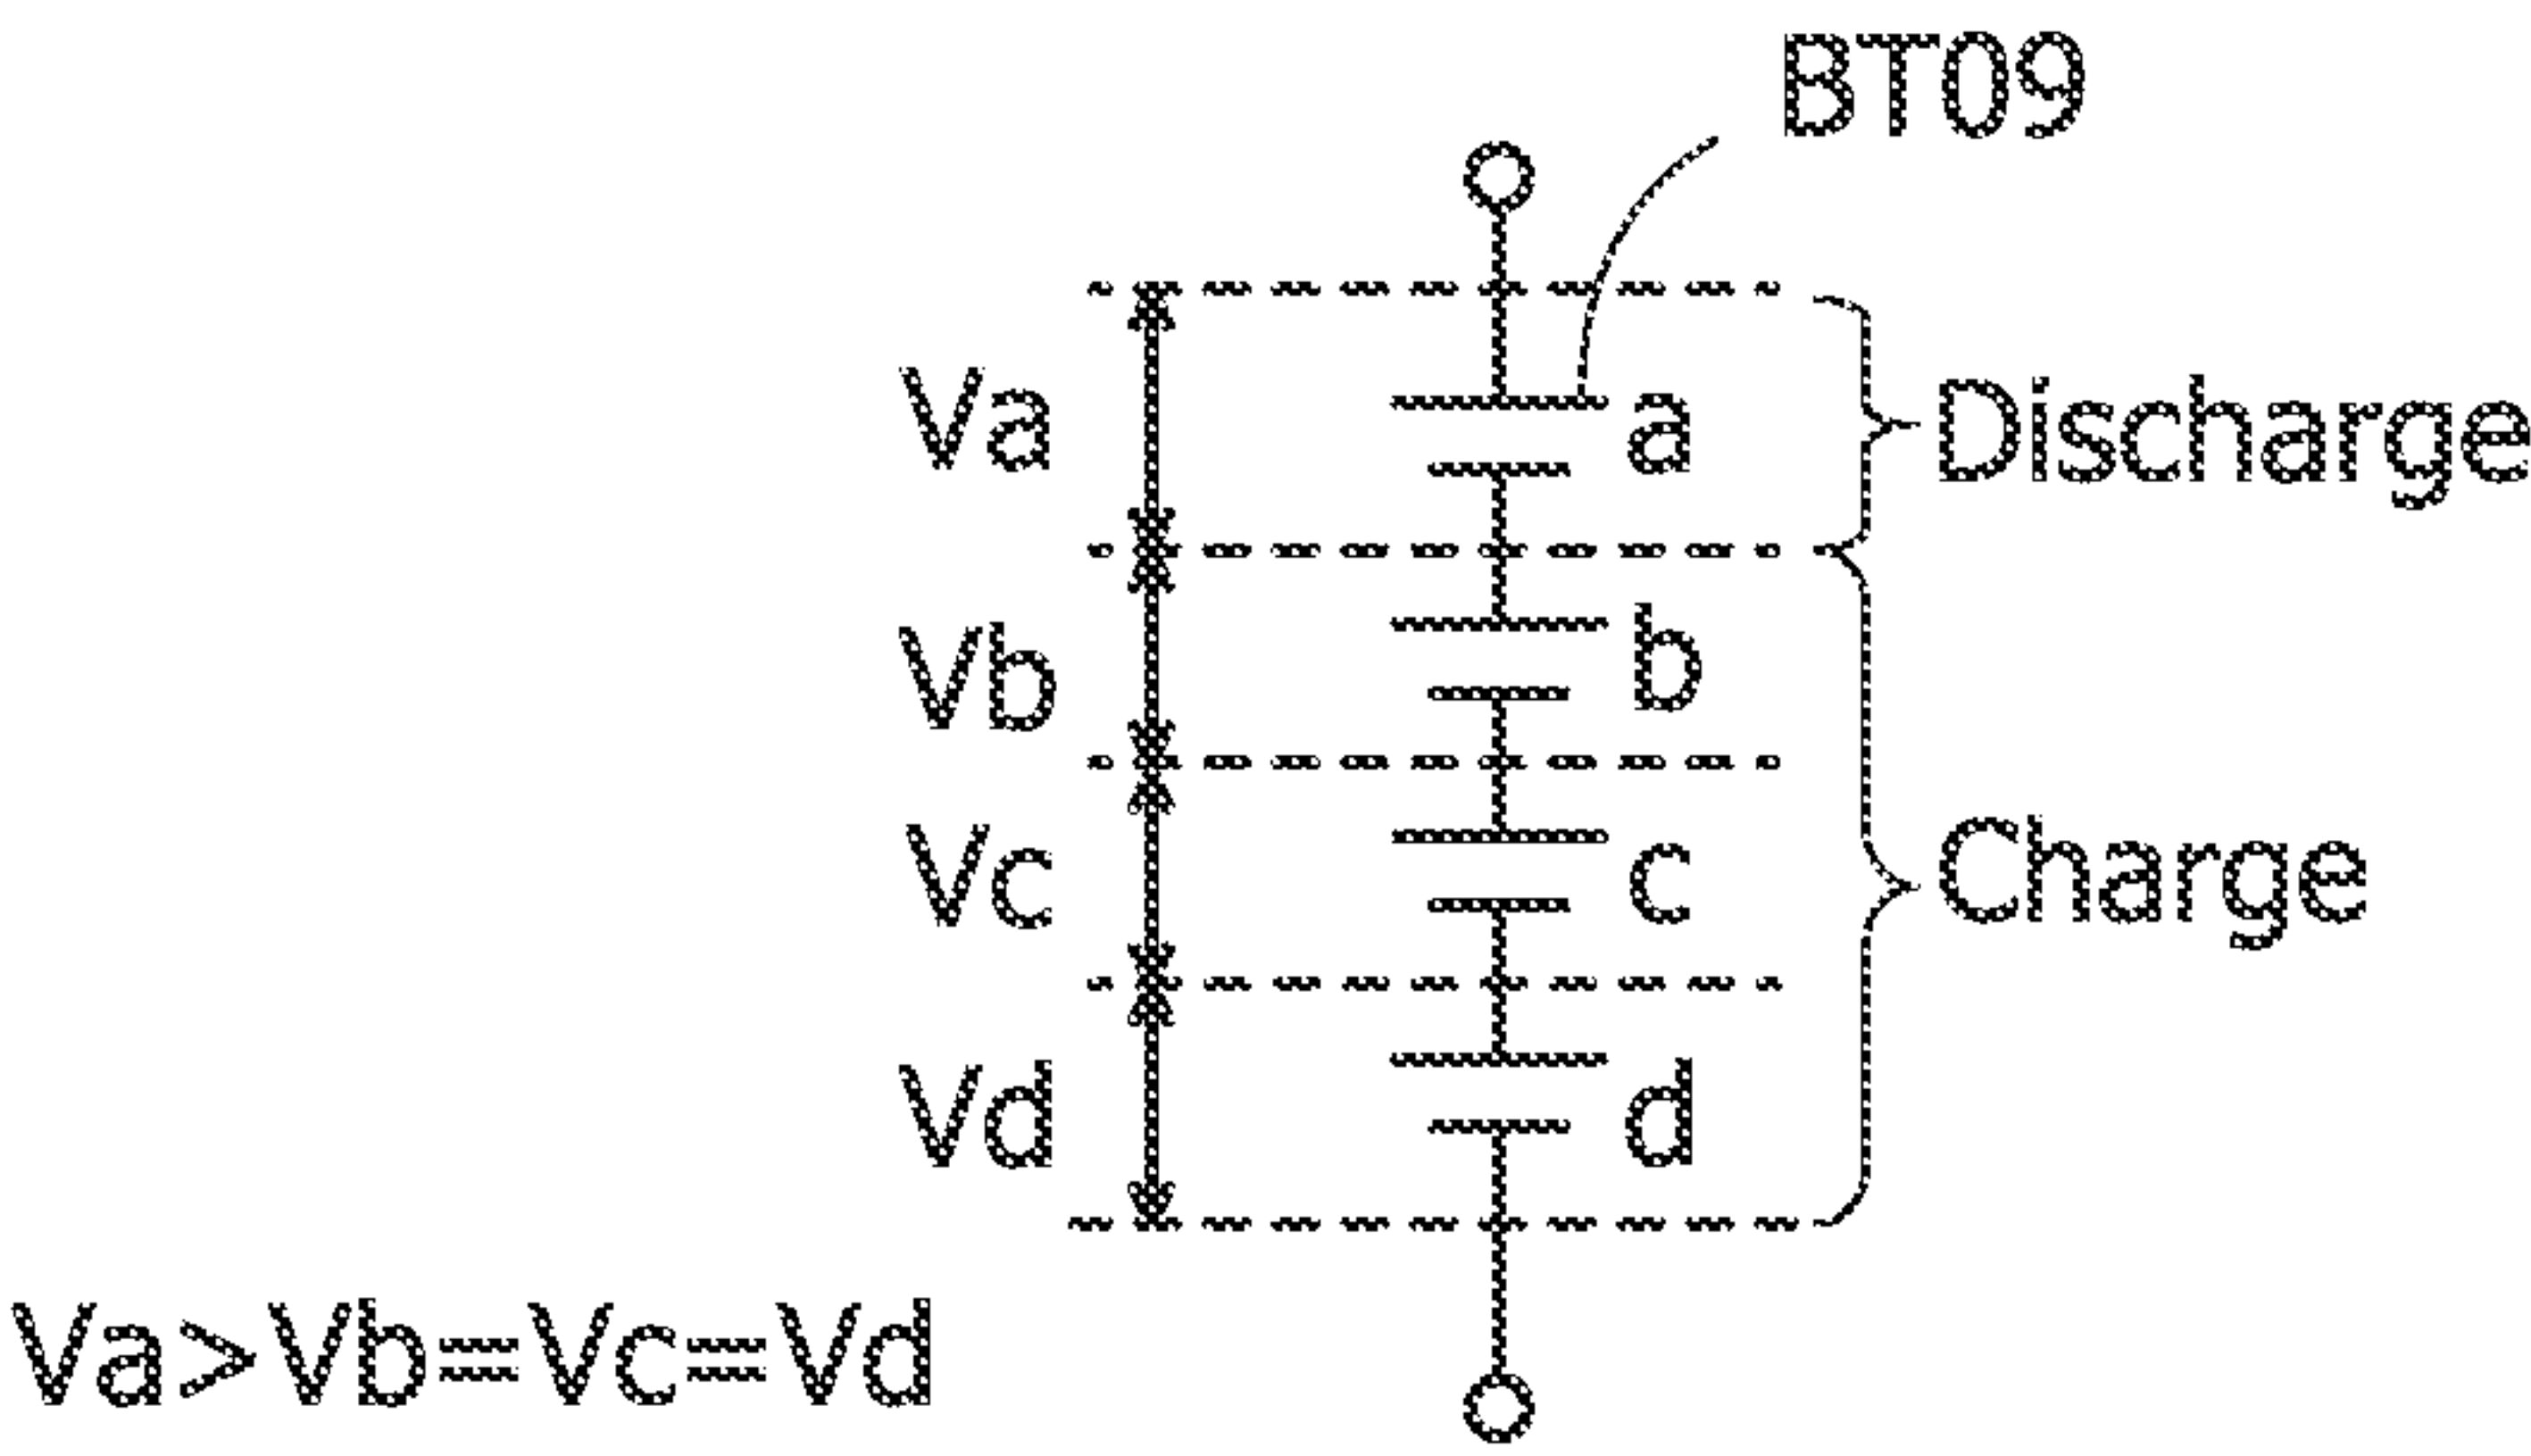 BT09
Va
a
Discharge
Vb
b
Vc
c
Charge
Vd
d
Va>Vb=Vc=Vd